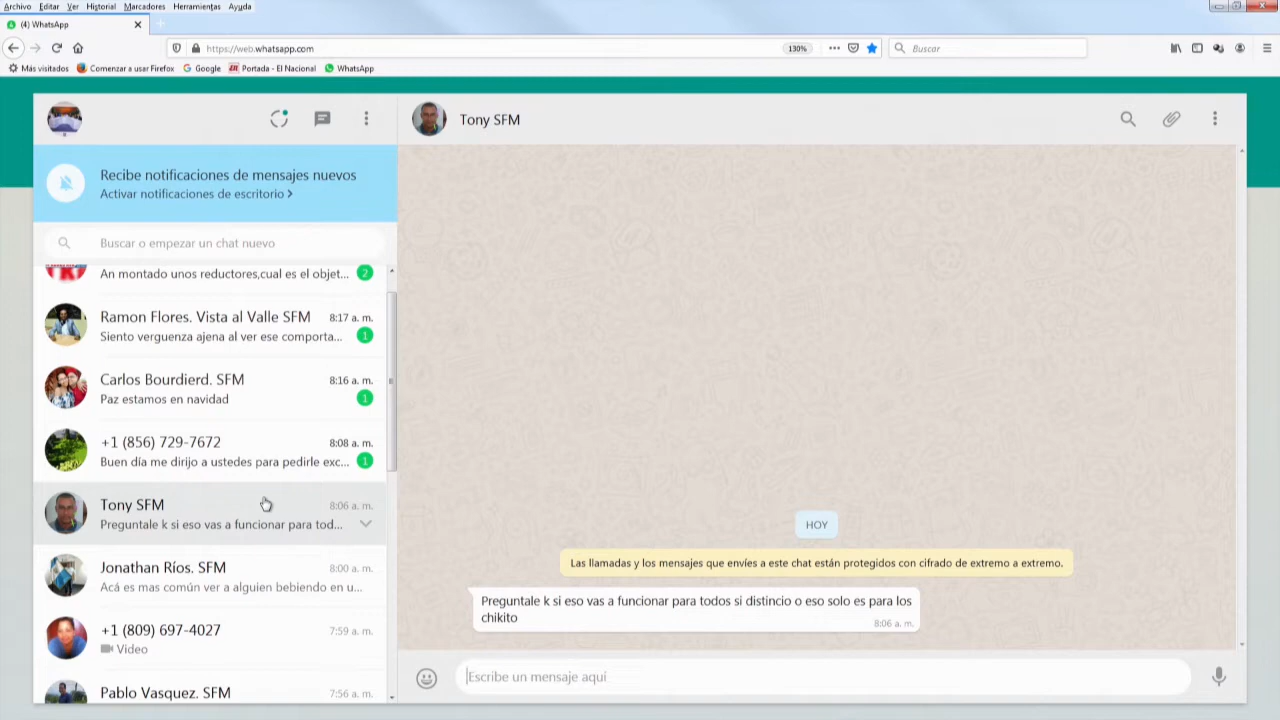 Archivo Editar Ver Historial Marcadores Herramientas Ayuda
(4) WhatsApp
https://web.whatsapp.com
130%
Buscar
Más visitados Comenzar a usar Firefox Google Portada - El Nacional WhatsApp
Tony SFM
Recibe notificaciones de mensajes nuevos
Activar notificaciones de escritorio >
Buscar o empezar un chat nuevo
An montado unos reductores,cual es el objet... 2
Ramon Flores. Vista al Valle SFM 8:17 a. m.
Siento verguenza ajena al ver ese comporta... 1
Carlos Bourdierd. SFM 8:16 a. m.
Paz estamos en navidad 1
+1 (856) 729-7672 8:08 a. m.
Buen día me dirijo a ustedes para pedirle exc... 1
Tony SFM 8:06 a. m.
Preguntale k si eso vas a funcionar para tod...
Jonathan Ríos. SFM 8:00 a. m.
Acá es mas común ver a alguien bebiendo en u...
+1 (809) 697-4027 7:59 a. m.
Video
Pablo Vasquez. SFM 7:56 a. m.
HOY
Las llamadas y los mensajes que envíes a este chat están protegidos con cifrado de extremo a extremo.
Preguntale k si eso vas a funcionar para todos si distincio o eso solo es para los
chikito
8:06 a. m.
Escribe un mensaje aquí